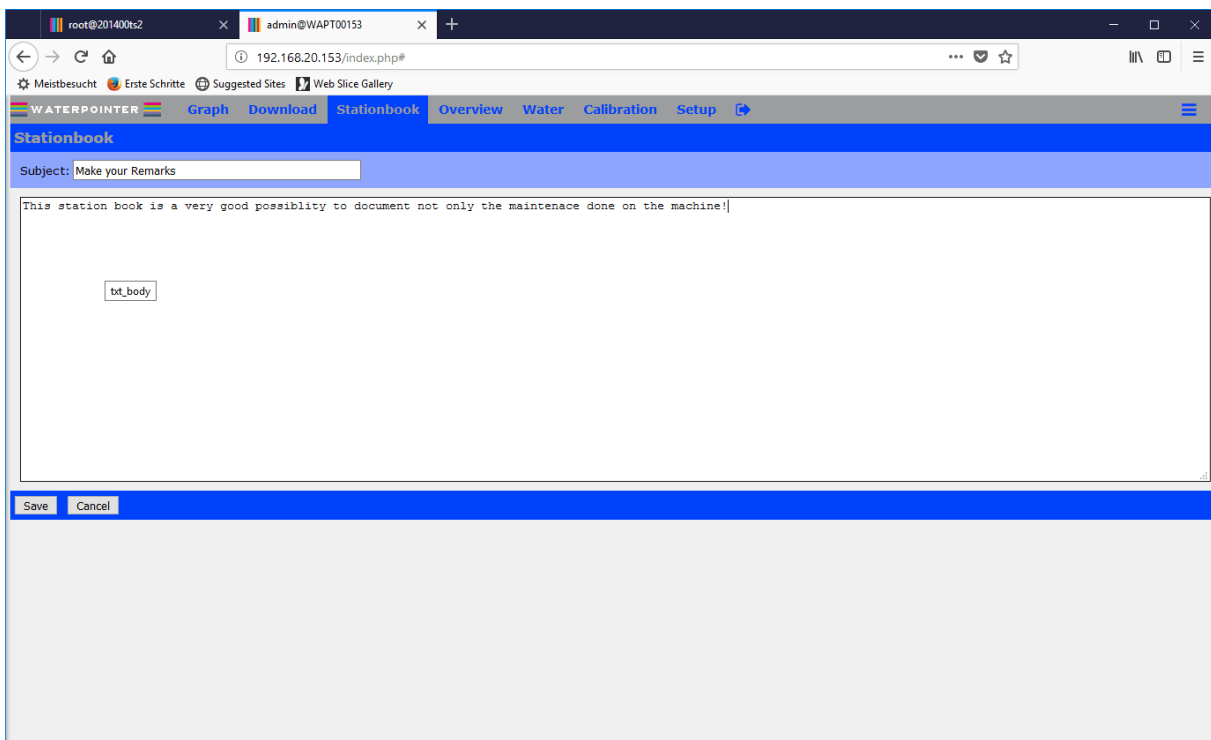 root@201400ts2
admin@WAPT00153
192.168.20.153/index.php#
Meistbesucht Erste Schritte Suggested Sites Web Slice Gallery
WATERPOINTER Graph Download Stationbook Overview Water Calibration Setup
Stationbook
Subject: Make your Remarks
This station book is a very good possiblity to document not only the maintenace done on the machine!
txt_body
Save Cancel